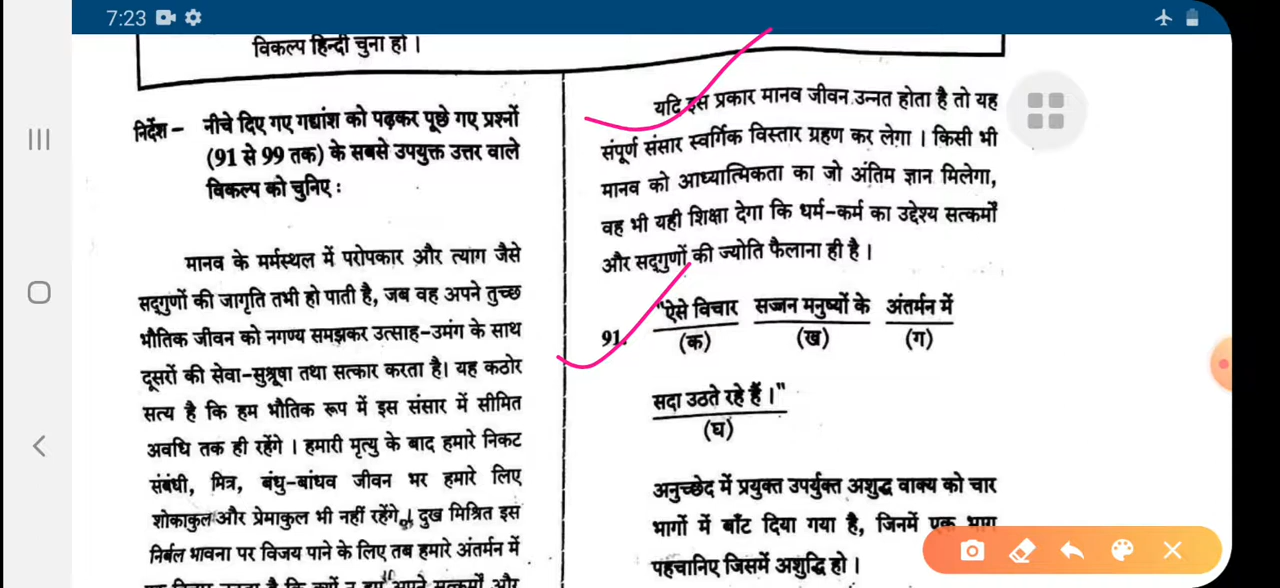 7:23
विकल्प हिन्दी चुना हो ।
निर्देश – नीचे दिए गए गद्यांश को पढ़कर पूछे गए प्रश्नों
(91 से 99 तक) के सबसे उपयुक्त उत्तर वाले
विकल्प को चुनिए :
मानव के मर्मस्थल में परोपकार और त्याग जैसे
सद्‌गुणों की जागृति तभी हो पाती है, जब वह अपने तुच्छ
भौतिक जीवन को नगण्य समझकर उत्साह-उमंग के साथ
दूसरों की सेवा-सुश्रूषा तथा सत्कार करता है। यह कठोर
सत्य है कि हम भौतिक रूप में इस संसार में सीमित
अवधि तक ही रहेंगे । हमारी मृत्यु के बाद हमारे निकट
संबंधी, मित्र, बंधु-बांधव जीवन भर हमारे लिए
शोकाकुल और प्रेमाकुल भी नहीं रहेंगे । दुख मिश्रित इस
निर्बल भावना पर विजय पाने के लिए तब हमारे अंतर्मन में
यदि इस प्रकार मानव जीवन उन्नत होता है तो यह
संपूर्ण संसार स्वर्गिक विस्तार ग्रहण कर लेगा । किसी भी
मानव को आध्यात्मिकता का जो अंतिम ज्ञान मिलेगा,
वह भी यही शिक्षा देगा कि धर्म-कर्म का उद्देश्य सत्कर्मों
और सद्‌गुणों की ज्योति फैलाना ही है ।
91. "ऐसे विचार सज्जन मनुष्यों के अंतर्मन में
(क) (ख) (ग)
सदा उठते रहे हैं ।"
(घ)
अनुच्छेद में प्रयुक्त उपर्युक्त अशुद्ध वाक्य को चार
भागों में बाँट दिया गया है, जिनमें एक भाग
पहचानिए जिसमें अशुद्धि हो ।